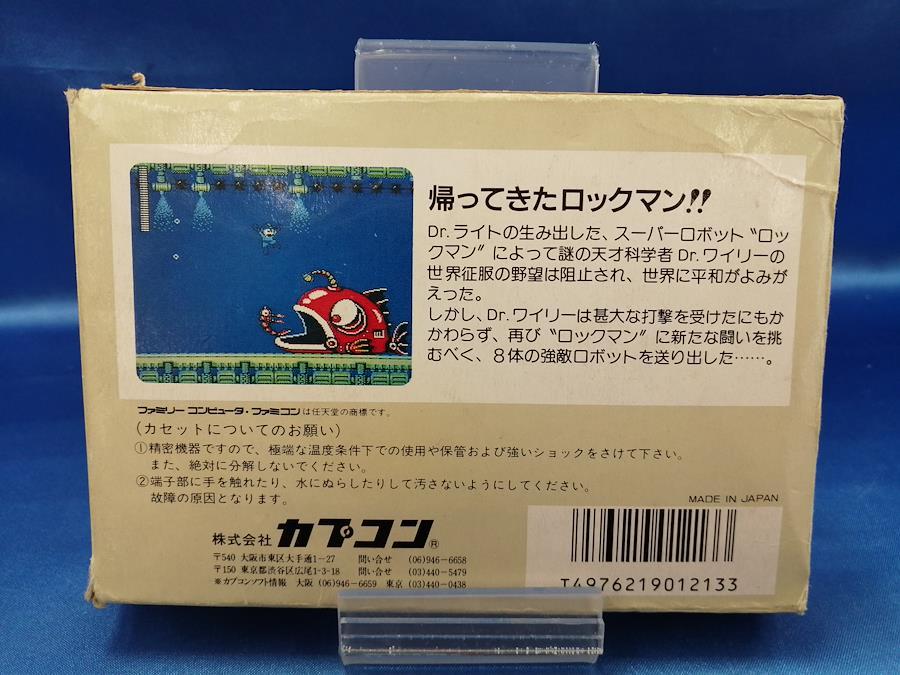 帰ってきたロックマン!!
Dr.ライトの生み出した、スーパーロボット〝ロッ
クマン〟によって謎の天才科学者Dr.ワイリーの
世界征服の野望は阻止され、世界に平和がよみが
えった。
しかし、Dr.ワイリーは甚大な打撃を受けたにもか
かわらず、再び〝ロックマン〟に新たな闘いを挑
むべく、8体の強敵ロボットを送り出した……。
ファミリーコンピュータ・ファミコンは任天堂の商標です。
(カセットについてのお願い)
①精密機器ですので、極端な温度条件下での使用や保管および強いショックをさけて下さい。
また、絶対に分解しないでください。
②端子部に手を触れたり、水にぬらしたりして汚さないようにしてください。
故障の原因となります。
MADE IN JAPAN
株式会社カプコン®
〒540 大阪市東区大手通1-27 問い合せ (06)946-6658
〒150 東京都渋谷区広尾1-3-18 問い合せ (03)440-5479
※カプコンソフト情報 大阪 (06)946-6659 東京 (03)440-0438
T4976219012133